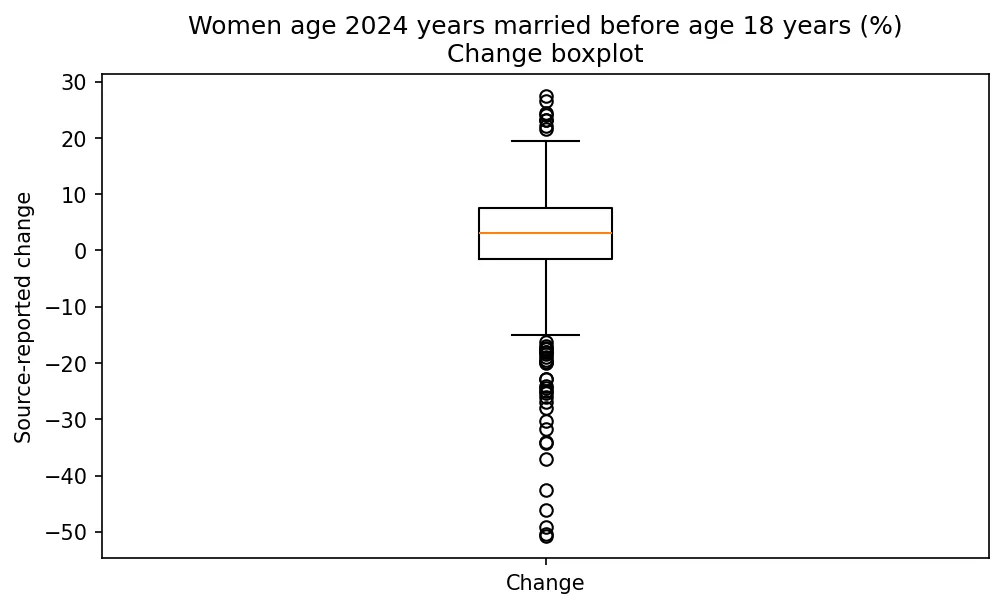 Women age 2024 years married before age 18 years (%)
Change boxplot
30
20
10
0
−10
−20
−30
−40
−50
Source-reported change
Change